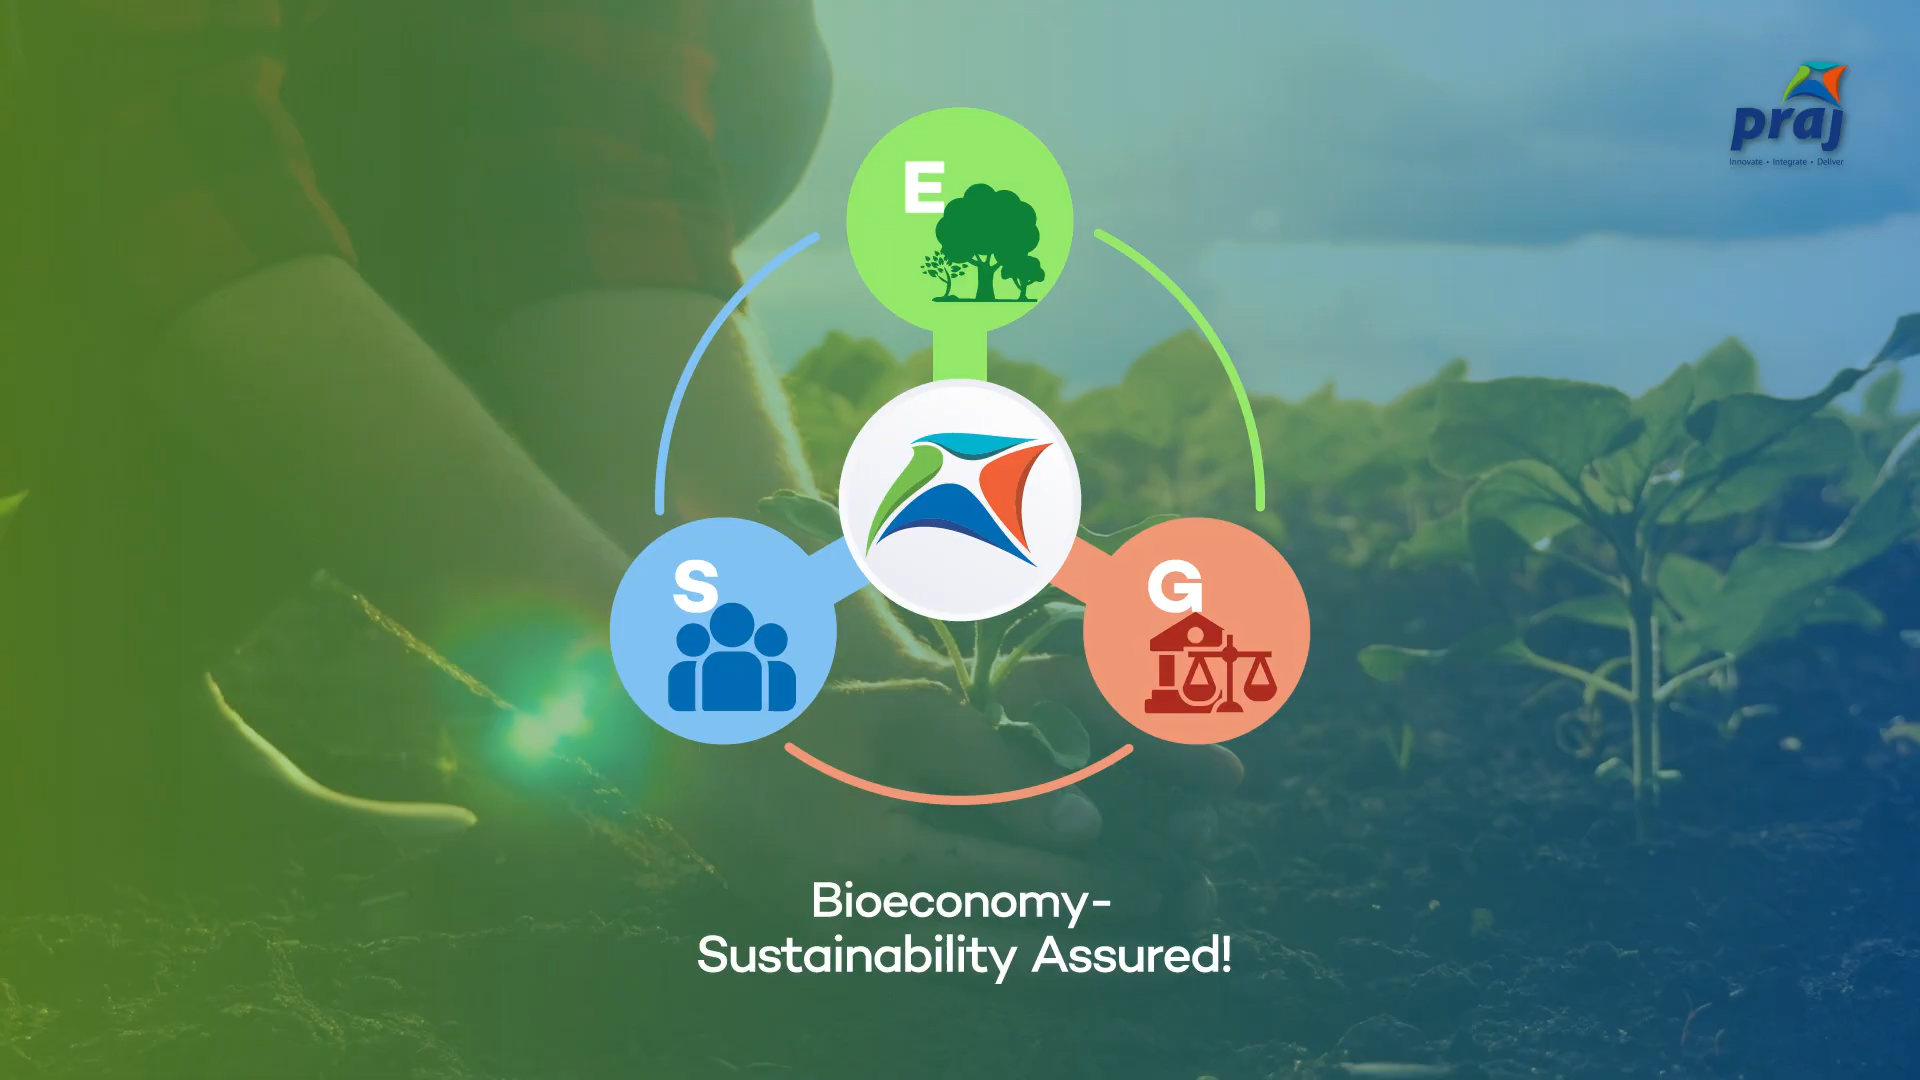 praj
Innovate • Integrate • Deliver
E
S
G
Bioeconomy-
Sustainability Assured!